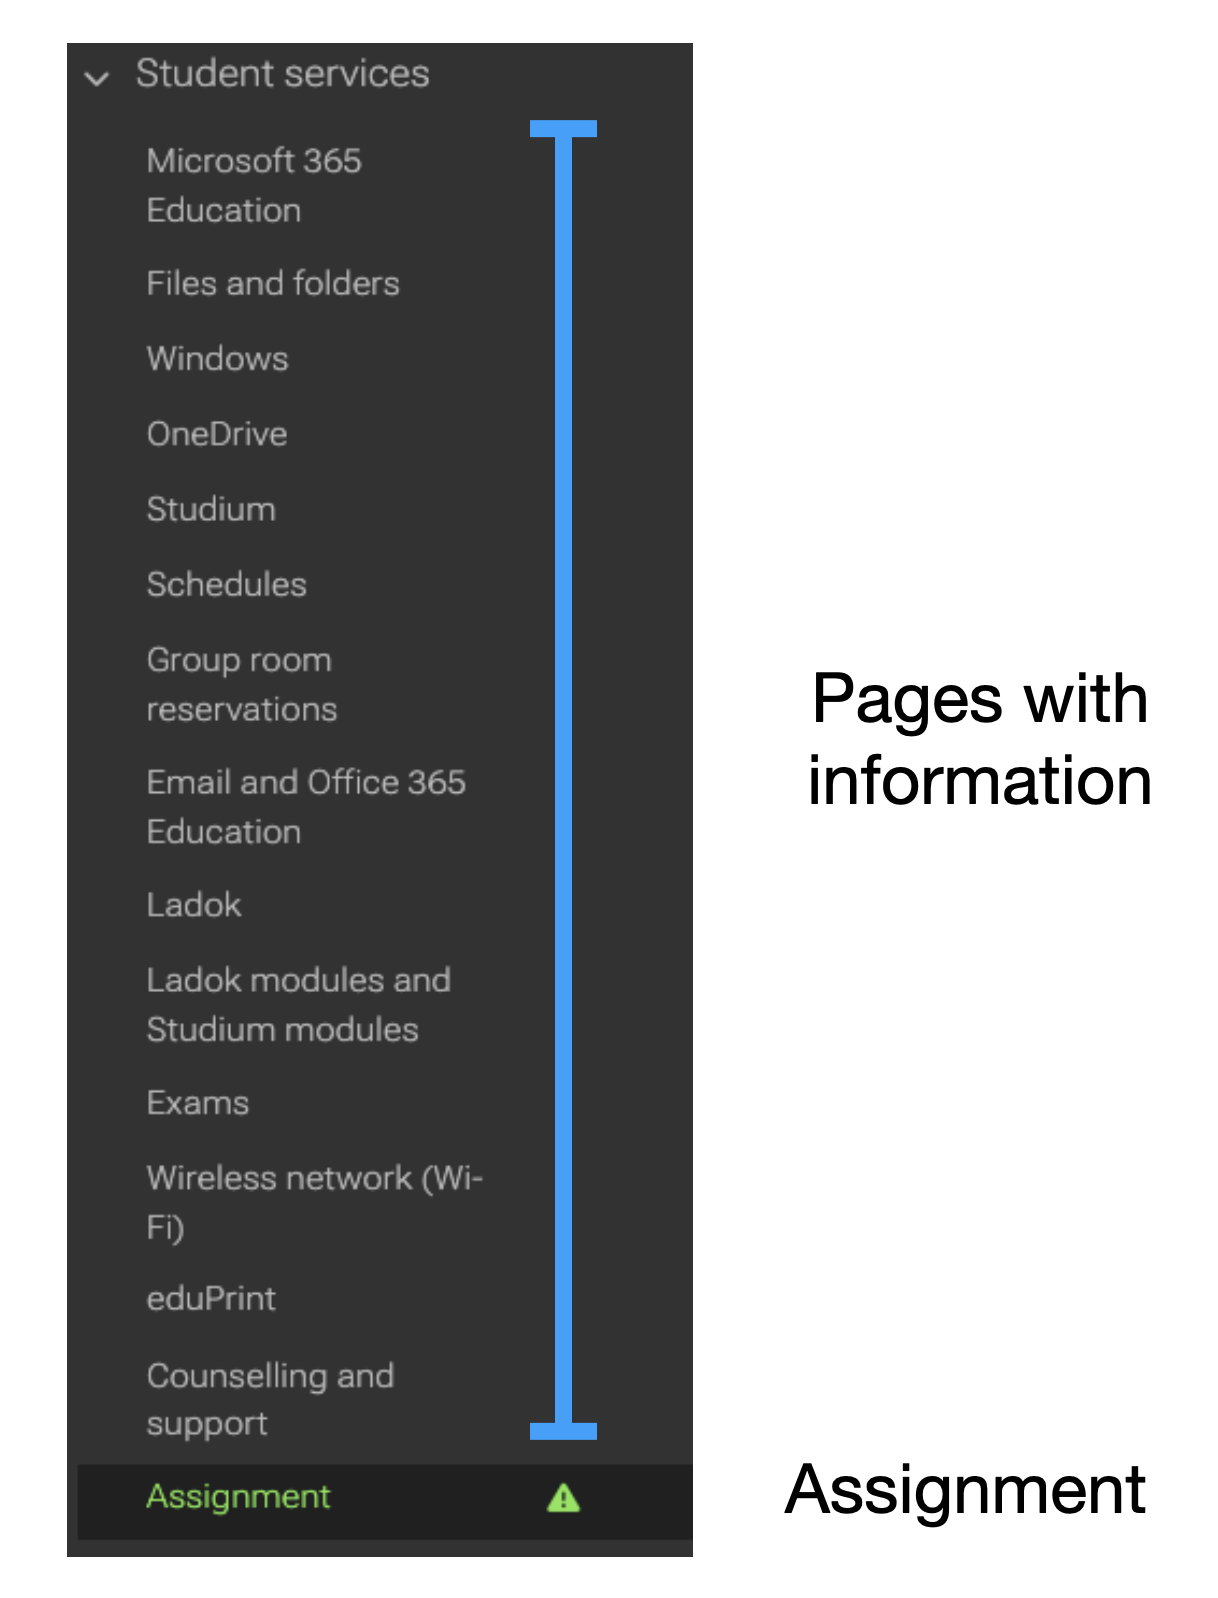 Student services
Microsoft 365
Education
Files and folders
Windows
OneDrive
Studium
Schedules
Group room
reservations
Email and Office 365
Education
Ladok
Ladok modules and
Studium modules
Exams
Wireless network (Wi-
Fi)
eduPrint
Counselling and
support
Assignment
Pages with
information
Assignment